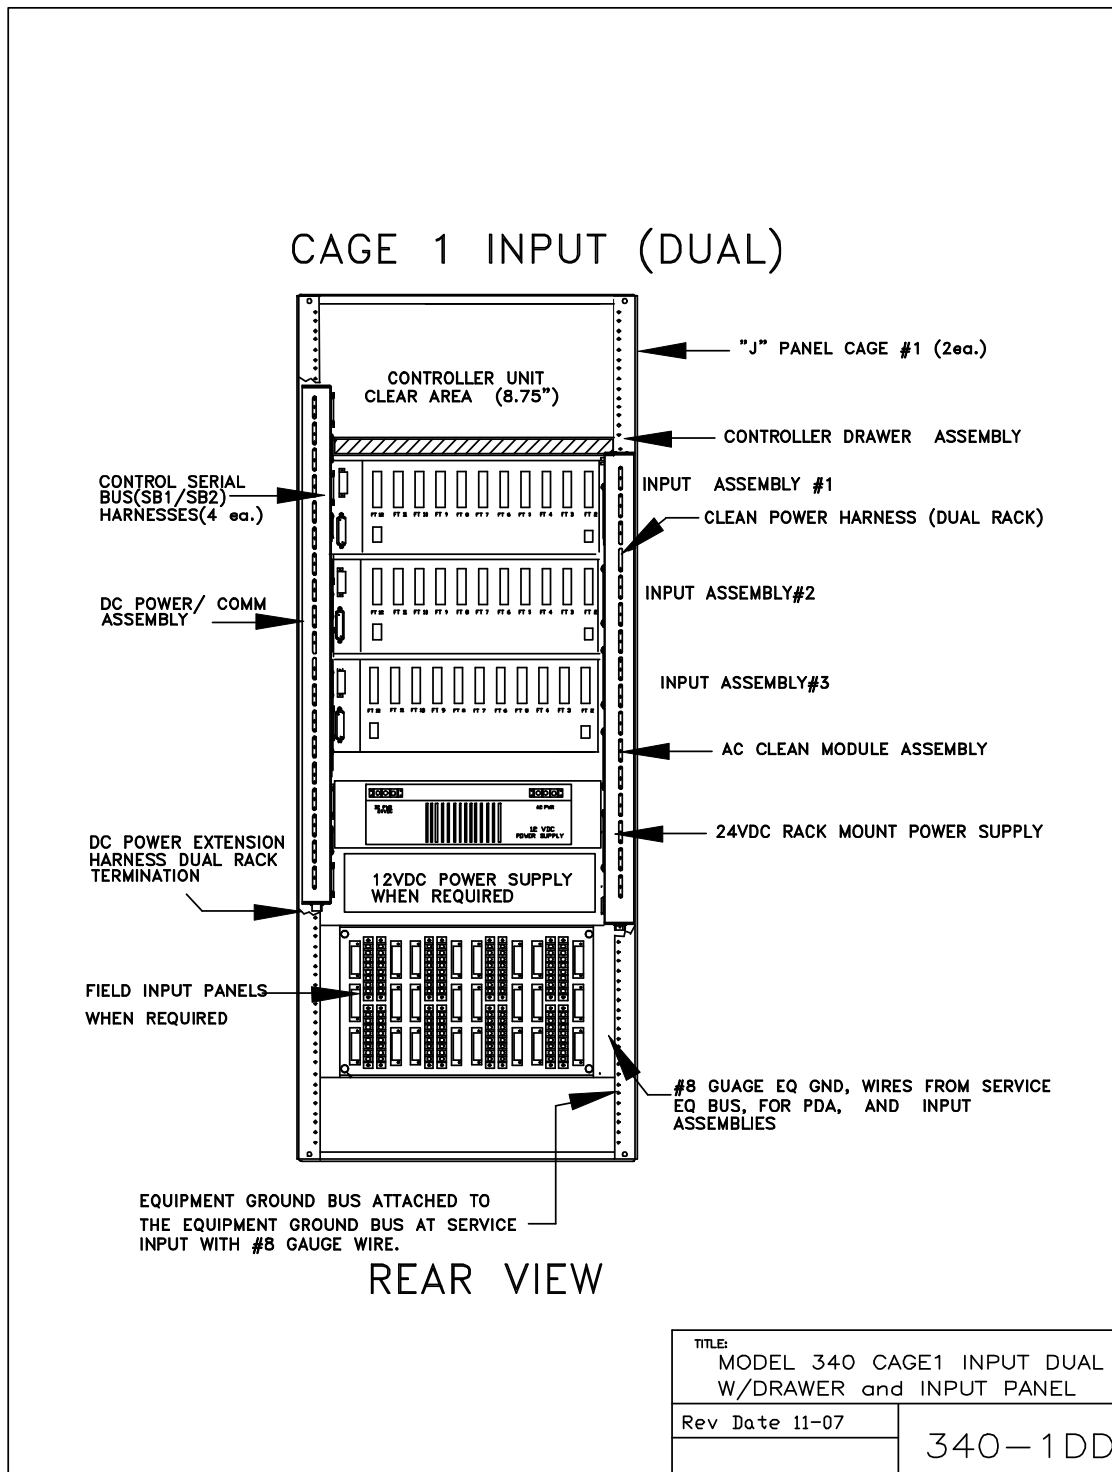 CAGE 1 INPUT (DUAL)
"J" PANEL CAGE #1 (2ea.)
CONTROLLER UNIT
CLEAR AREA (8.75")
CONTROLLER DRAWER ASSEMBLY
CONTROL SERIAL
BUS(SB1/SB2)
HARNESSES(4 ea.)
INPUT ASSEMBLY #1
CLEAN POWER HARNESS (DUAL RACK)
DC POWER/ COMM
ASSEMBLY
INPUT ASSEMBLY#2
INPUT ASSEMBLY#3
AC CLEAN MODULE ASSEMBLY
AC PWR
12 VDC
POWER SUPPLY
24VDC RACK MOUNT POWER SUPPLY
DC POWER EXTENSION
HARNESS DUAL RACK
TERMINATION
12VDC POWER SUPPLY
WHEN REQUIRED
FIELD INPUT PANELS
WHEN REQUIRED
#8 GUAGE EQ GND, WIRES FROM SERVICE
EQ BUS, FOR PDA, AND INPUT
ASSEMBLIES
EQUIPMENT GROUND BUS ATTACHED TO
THE EQUIPMENT GROUND BUS AT SERVICE
INPUT WITH #8 GAUGE WIRE.
REAR VIEW
TITLE:
MODEL 340 CAGE1 INPUT DUAL
W/DRAWER and INPUT PANEL
Rev Date 11-07
340-1DD